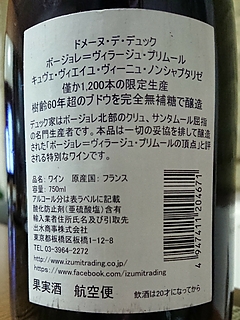 ドメーヌ・デ・デュック
ボージョレーヴィラージュ・プリムール
キュヴェ・ヴィエイユ・ヴィーニュ・ノンシャプタリゼ
僅か1,200本の限定生産
樹齢60年超のブドウを完全無補糖で醸造
デュック家はボージョレ北部のクリュ、サンタムール屈指
の名門生産者です。本品は一切の妥協を排して醸造
された「ボージョレーヴィラージュ・プリムールの頂点」と評
される特別なワインです。
品名:ワイン 原産国:フランス
容量:750ml
アルコール分は表ラベルに記載
酸化防止剤(亜硫酸塩)含有
輸入業者住所氏名及び引取先
出水商事株式会社
東京都板橋区板橋1-12-8
TEL 03-3964-2272
http://www.izumitrading.co.jp/
https://www.facebook.com/izumitrading
果実酒 航空便
飲酒は20才になってから
4947411204671